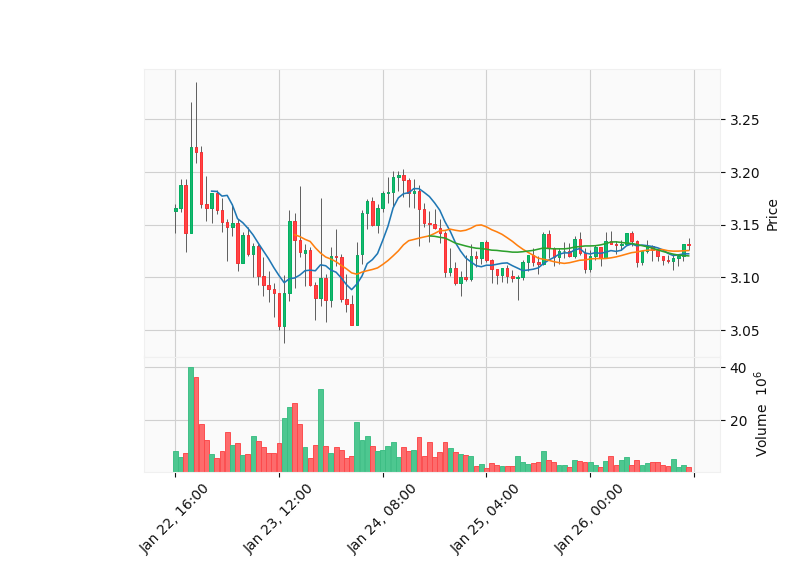 3.25
3.20
3.15
3.10
3.05
Price
40
20
Volume 10^6
Jan 22, 16:00
Jan 23, 12:00
Jan 24, 08:00
Jan 25, 04:00
Jan 26, 00:00